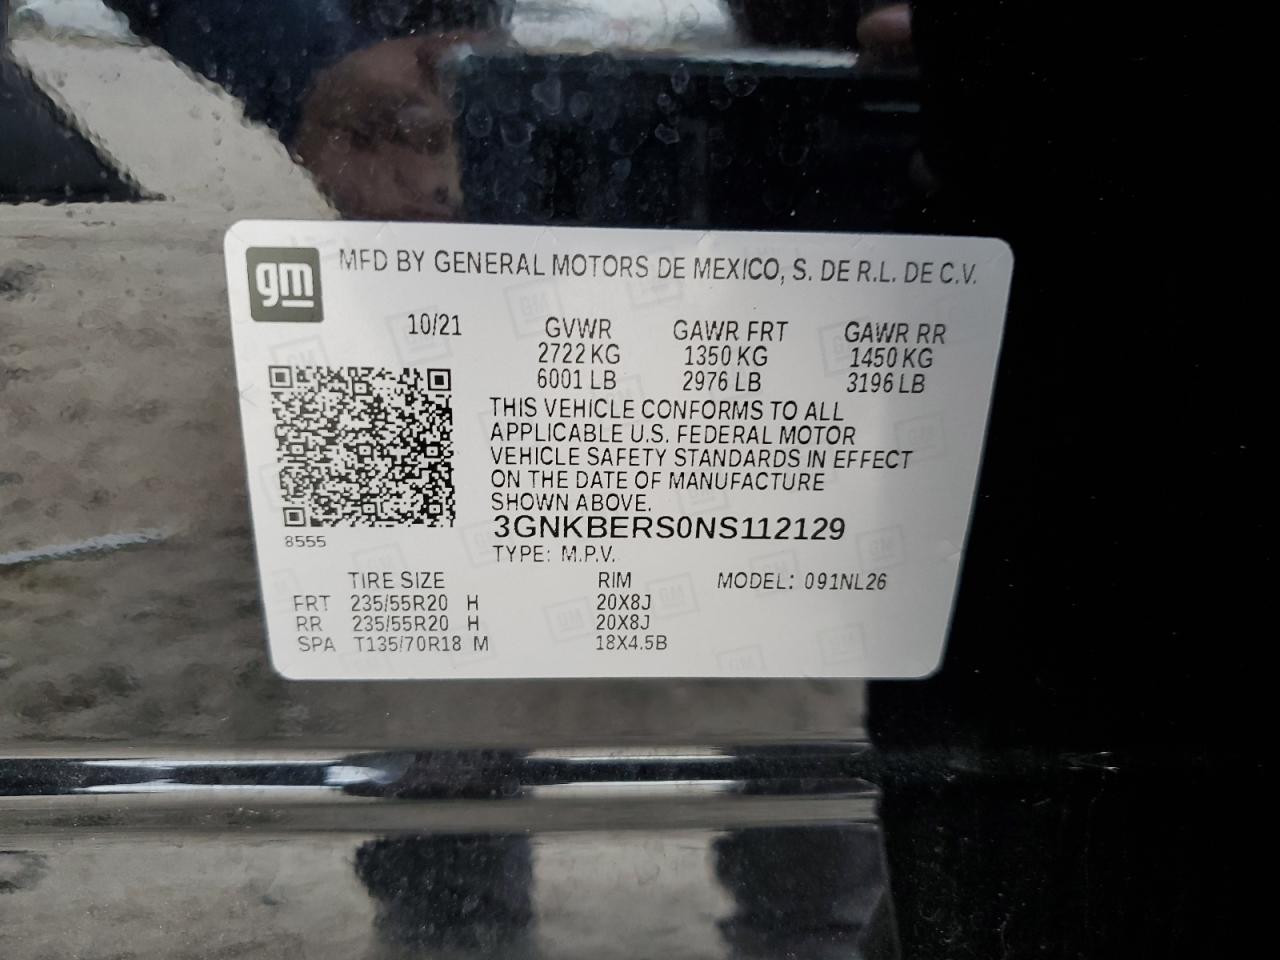 gm
MFD BY GENERAL MOTORS DE MEXICO, S. DE R.L. DE C.V.
10/21 GVWR GAWR FRT GAWR RR
2722 KG 1350 KG 1450 KG
6001 LB 2976 LB 3196 LB
THIS VEHICLE CONFORMS TO ALL
APPLICABLE U.S. FEDERAL MOTOR
VEHICLE SAFETY STANDARDS IN EFFECT
ON THE DATE OF MANUFACTURE
SHOWN ABOVE.
3GNKBERS0NS112129
8555
TYPE: M.P.V.
TIRE SIZE RIM MODEL: 091NL26
FRT 235/55R20 H 20X8J
RR 235/55R20 H 20X8J
SPA T135/70R18 M 18X4.5B